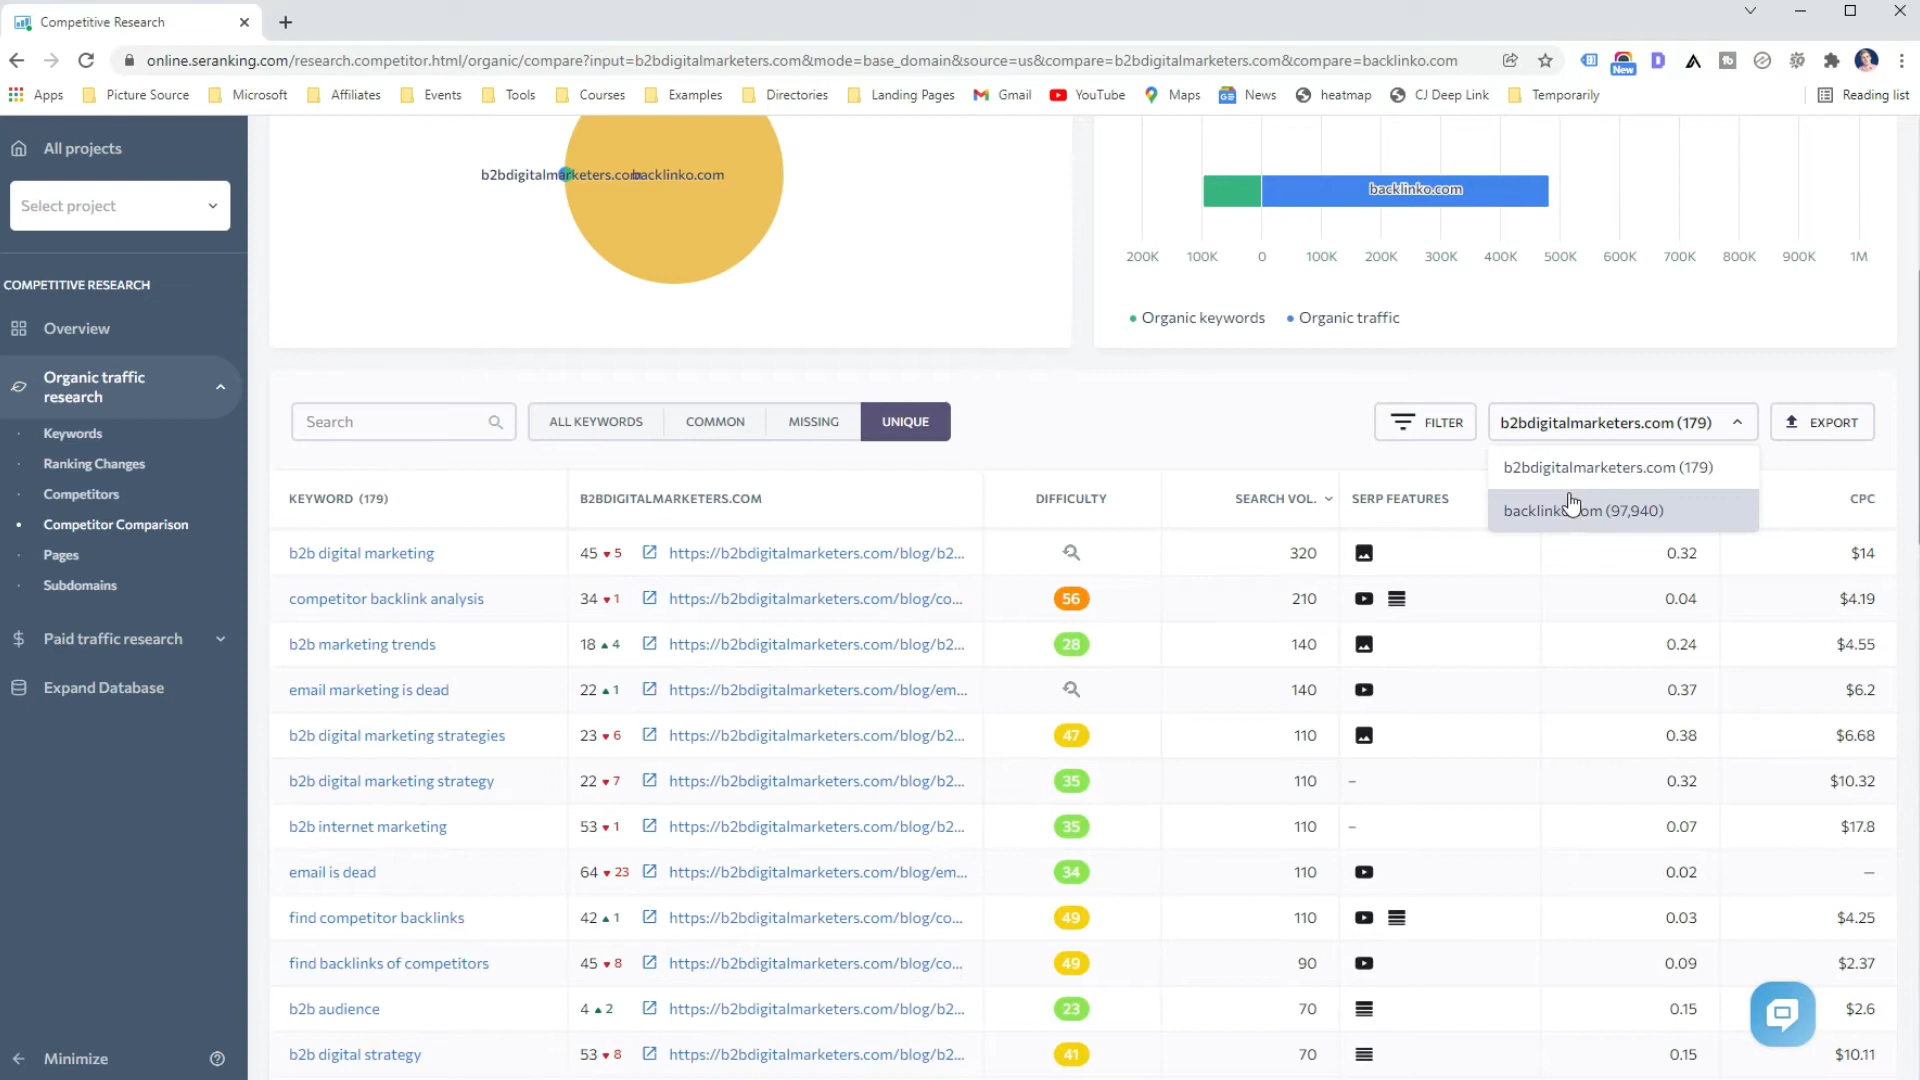 Competitive Research
online.seranking.com/research.competitor.html/organic/compare?input=b2bdigitalmarketers.com&mode=base_domain&source=us&compare=b2bdigitalmarketers.com&compare=backlinko.com
New
Apps Picture Source Microsoft Affiliates Events Tools Courses Examples Directories Landing Pages Gmail YouTube Maps News heatmap CJ Deep Link Temporarily Reading list
All projects
Select project
COMPETITIVE RESEARCH
Overview
Organic traffic
research
Keywords
Ranking Changes
Competitors
Competitor Comparison
Pages
Subdomains
Paid traffic research
Expand Database
Minimize
b2bdigitalmarketers.com backlinko.com
backlinko.com
200K 100K 0 100K 200K 300K 400K 500K 600K 700K 800K 900K 1M
Organic keywords Organic traffic
Search ALL KEYWORDS COMMON MISSING UNIQUE FILTER b2bdigitalmarketers.com (179) EXPORT
b2bdigitalmarketers.com (179)
backlinko.com (97,940)
KEYWORD (179) B2BDIGITALMARKETERS.COM DIFFICULTY SEARCH VOL. SERP FEATURES CPC
b2b digital marketing 45 ▼ 5 https://b2bdigitalmarketers.com/blog/b2... 320 0.32 $14
competitor backlink analysis 34 ▼ 1 https://b2bdigitalmarketers.com/blog/co... 56 210 0.04 $4.19
b2b marketing trends 18 ▲ 4 https://b2bdigitalmarketers.com/blog/b2... 28 140 0.24 $4.55
email marketing is dead 22 ▲ 1 https://b2bdigitalmarketers.com/blog/em... 140 0.37 $6.2
b2b digital marketing strategies 23 ▼ 6 https://b2bdigitalmarketers.com/blog/b2... 47 110 0.38 $6.68
b2b digital marketing strategy 22 ▼ 7 https://b2bdigitalmarketers.com/blog/b2... 35 110 – 0.32 $10.32
b2b internet marketing 53 ▼ 1 https://b2bdigitalmarketers.com/blog/b2... 35 110 – 0.07 $17.8
email is dead 64 ▼ 23 https://b2bdigitalmarketers.com/blog/em... 34 110 0.02 —
find competitor backlinks 42 ▲ 1 https://b2bdigitalmarketers.com/blog/co... 49 110 0.03 $4.25
find backlinks of competitors 45 ▼ 8 https://b2bdigitalmarketers.com/blog/co... 49 90 0.09 $2.37
b2b audience 4 ▲ 2 https://b2bdigitalmarketers.com/blog/b2... 23 70 0.15 $2.6
b2b digital strategy 53 ▼ 8 https://b2bdigitalmarketers.com/blog/b2... 41 70 0.15 $10.11